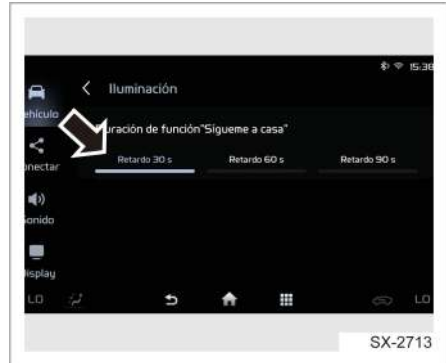 15:38
Iluminación
ehículo
uración de función"Sígueme a casa"
Retardo 30 s
Retardo 60 s
Retardo 90 s
onectar
Sonido
display
LO
LO
SX-2713